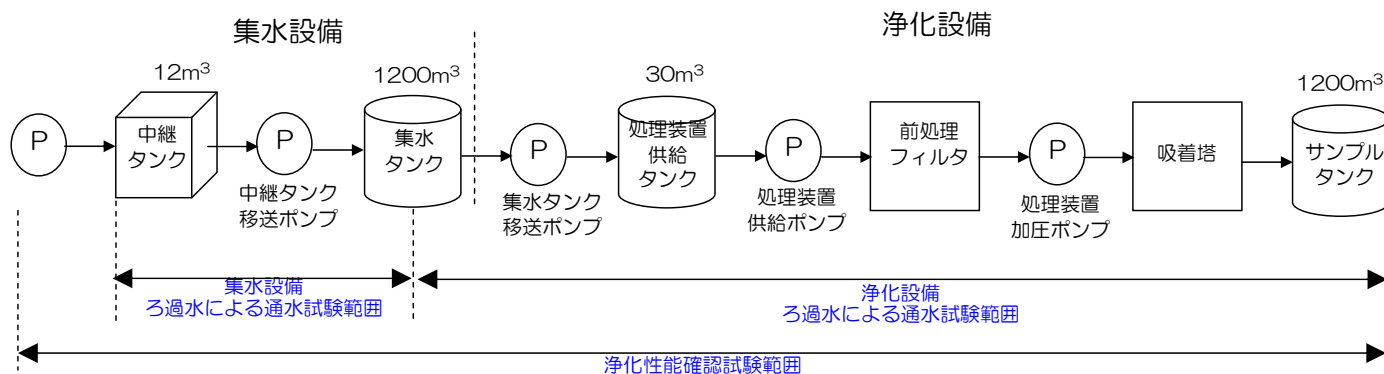 集水設備
浄化設備
12m³
1200m³
30m³
1200m³
P
中継
タンク
P
中継タンク
移送ポンプ
集水
タンク
P
集水タンク
移送ポンプ
処理装置
供給
タンク
P
処理装置
供給ポンプ
前処理
フィルタ
P
処理装置
加圧ポンプ
吸着塔
サンプル
タンク
集水設備
ろ過水による通水試験範囲
浄化設備
ろ過水による通水試験範囲
浄化性能確認試験範囲